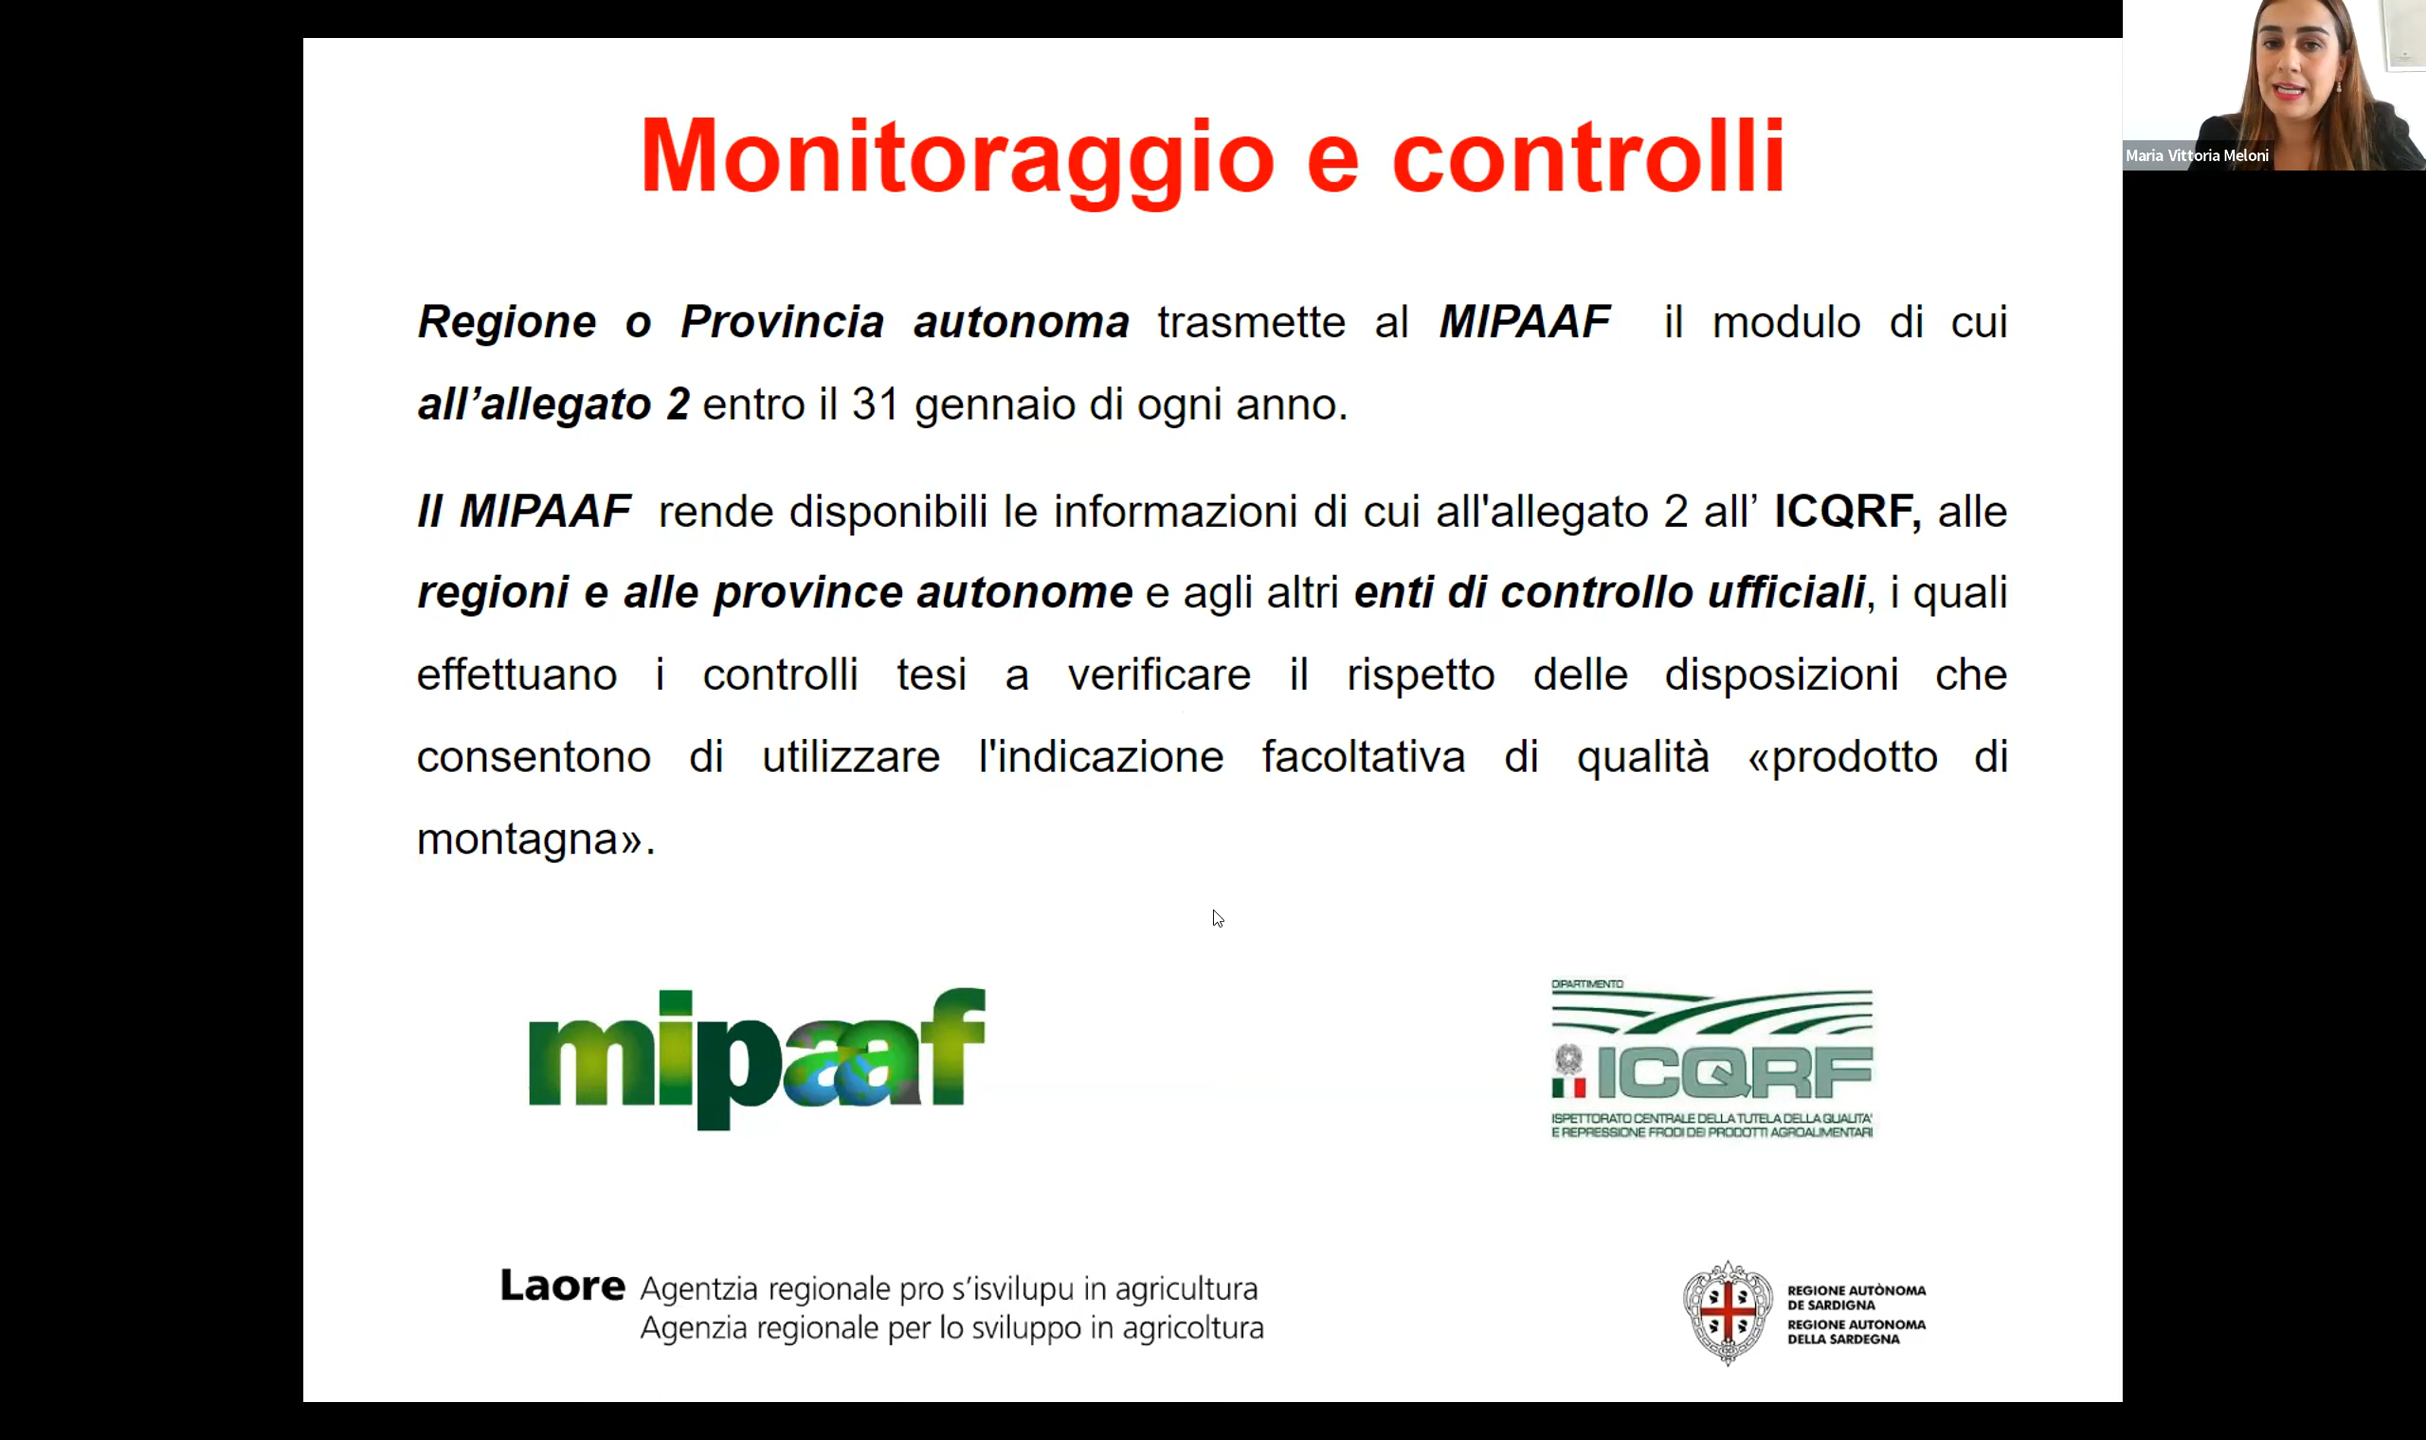 Monitoraggio e controlli
Maria Vittoria Meloni
Regione o Provincia autonoma trasmette al MIPAAF il modulo di cui
all’allegato 2 entro il 31 gennaio di ogni anno.
Il MIPAAF rende disponibili le informazioni di cui all'allegato 2 all’ ICQRF, alle
regioni e alle province autonome e agli altri enti di controllo ufficiali, i quali
effettuano i controlli tesi a verificare il rispetto delle disposizioni che
consentono di utilizzare l'indicazione facoltativa di qualità «prodotto di
montagna».
mipaaf
DIPARTIMENTO
ICQRF
ISPETTORATO CENTRALE DELLA TUTELA DELLA QUALITA'
E REPRESSIONE FRODI DEI PRODOTTI AGROALIMENTARI
Laore Agentzia regionale pro s’isvilupu in agricultura
Agenzia regionale per lo sviluppo in agricoltura
REGIONE AUTÒNOMA
DE SARDIGNA
REGIONE AUTONOMA
DELLA SARDEGNA